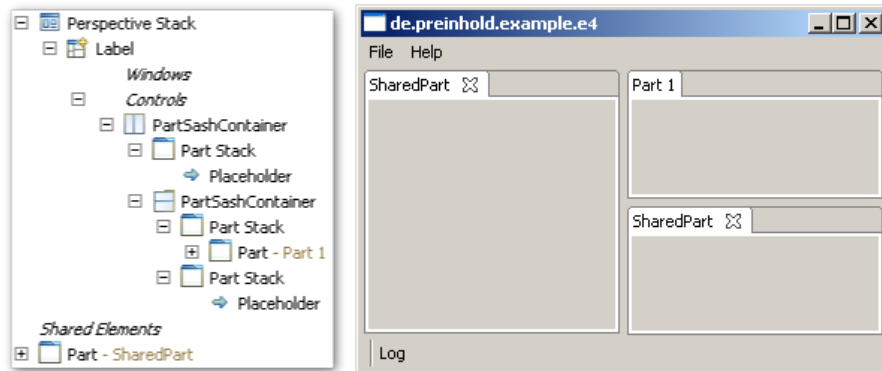 Perspective Stack
Label
Windows
Controls
PartSashContainer
Part Stack
Placeholder
PartSashContainer
Part Stack
Part - Part 1
Part Stack
Placeholder
Shared Elements
Part - SharedPart
de.preinhold.example.e4
File Help
SharedPart
Part 1
SharedPart
Log